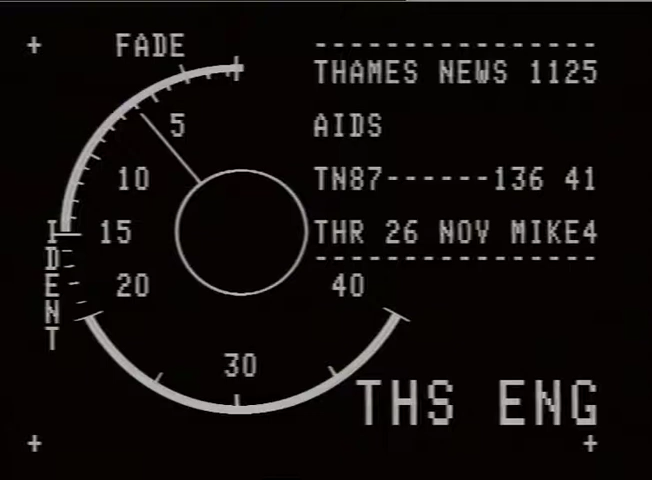 FADE
THAMES NEWS 1125
5
AIDS
10
TN87------136 41
IDENT
15
THR 26 NOV MIKE4
20
40
30
THS ENG